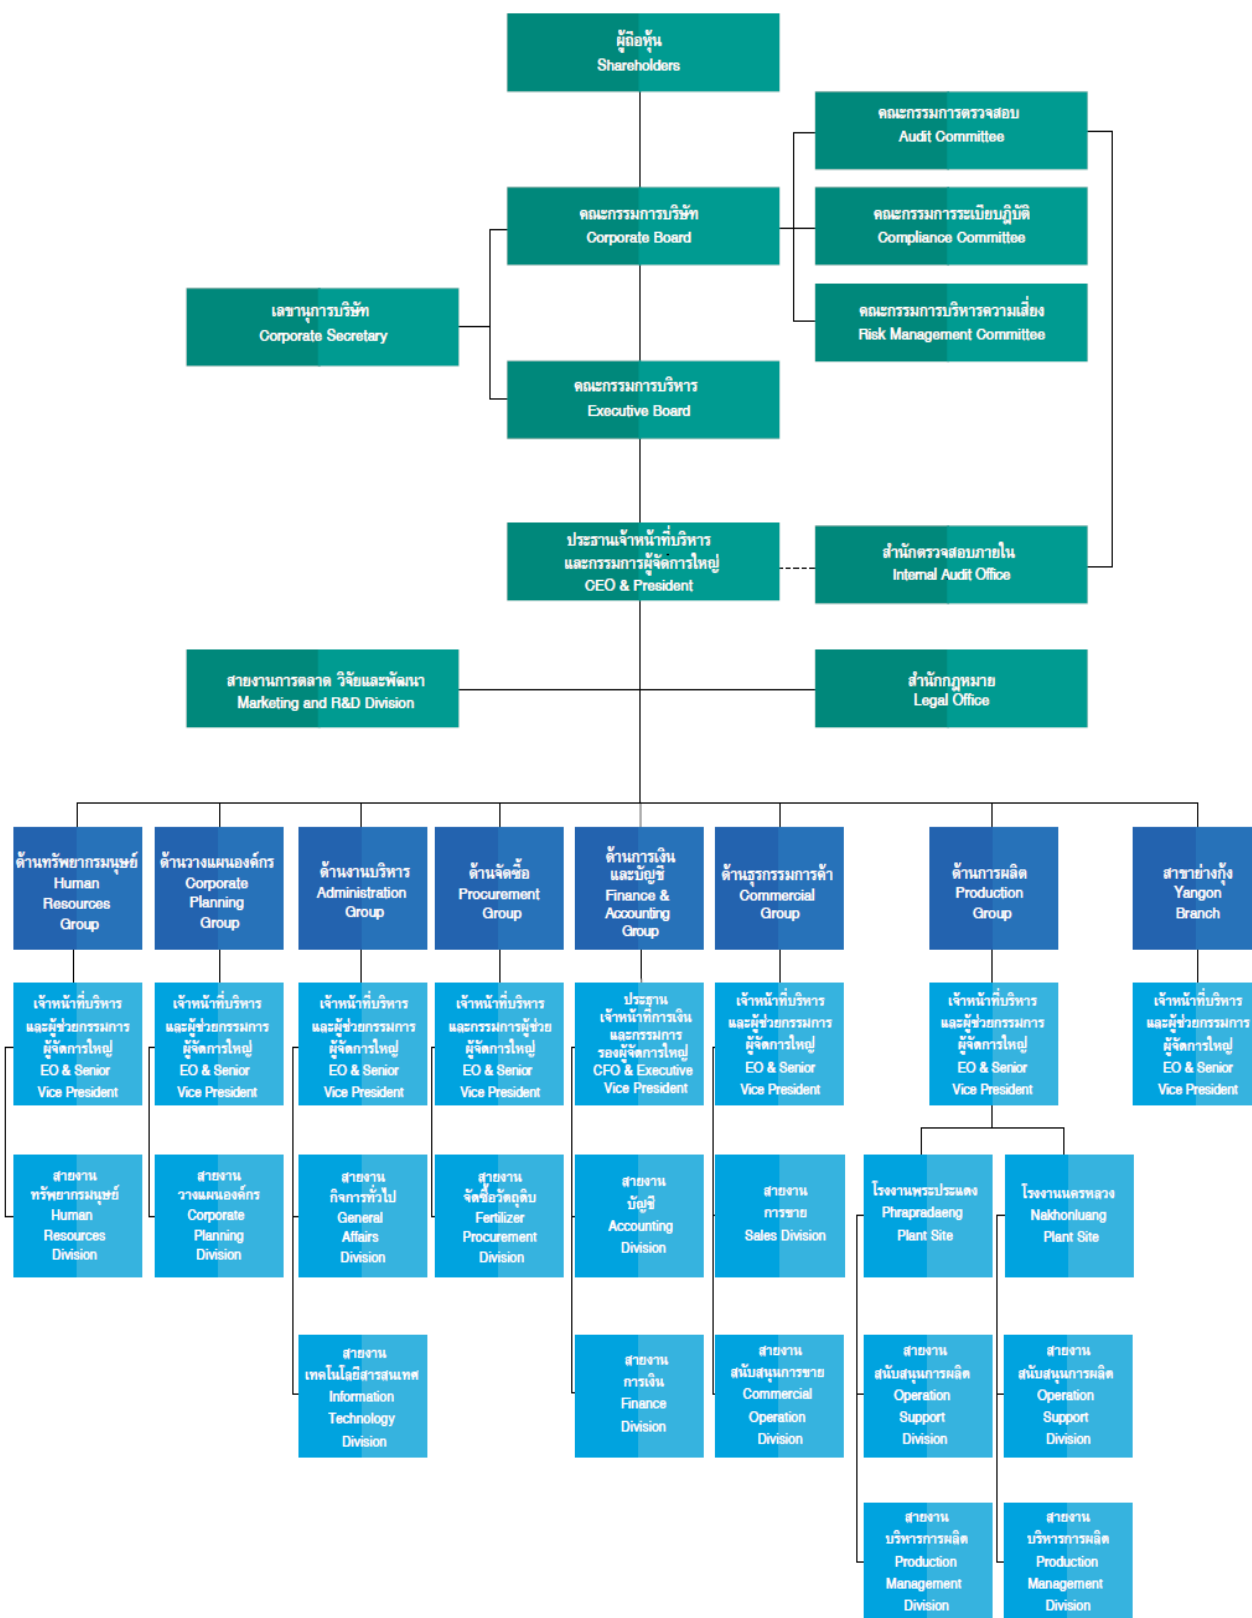 ผู้ถือหุ้น
Shareholders
คณะกรรมการตรวจสอบ
Audit Committee
คณะกรรมการบริษัท
Corporate Board
คณะกรรมการระเบียบปฏิบัติ
Compliance Committee
เลขานุการบริษัท
Corporate Secretary
คณะกรรมการบริหารความเสี่ยง
Risk Management Committee
คณะกรรมการบริหาร
Executive Board
ประธานเจ้าหน้าที่บริหาร
และกรรมการผู้จัดการใหญ่
CEO & President
สำนักตรวจสอบภายใน
Internal Audit Office
สายงานการตลาด วิจัยและพัฒนา
Marketing and R&D Division
สำนักกฎหมาย
Legal Office
ด้านทรัพยากรมนุษย์
Human
Resources
Group
ด้านวางแผนองค์กร
Corporate
Planning
Group
ด้านงานบริหาร
Administration
Group
ด้านจัดซื้อ
Procurement
Group
ด้านการเงิน
และบัญชี
Finance &
Accounting
Group
ด้านธุรกรรมการค้า
Commercial
Group
ด้านการผลิต
Production
Group
สาขาย่างกุ้ง
Yangon
Branch
เจ้าหน้าที่บริหาร
และผู้ช่วยกรรมการ
ผู้จัดการใหญ่
EO & Senior
Vice President
เจ้าหน้าที่บริหาร
และผู้ช่วยกรรมการ
ผู้จัดการใหญ่
EO & Senior
Vice President
เจ้าหน้าที่บริหาร
และผู้ช่วยกรรมการ
ผู้จัดการใหญ่
EO & Senior
Vice President
เจ้าหน้าที่บริหาร
และกรรมการผู้ช่วย
ผู้จัดการใหญ่
EO & Senior
Vice President
ประธาน
เจ้าหน้าที่การเงิน
และกรรมการ
รองผู้จัดการใหญ่
CFO & Executive
Vice President
เจ้าหน้าที่บริหาร
และผู้ช่วยกรรมการ
ผู้จัดการใหญ่
EO & Senior
Vice President
เจ้าหน้าที่บริหาร
และผู้ช่วยกรรมการ
ผู้จัดการใหญ่
EO & Senior
Vice President
เจ้าหน้าที่บริหาร
และผู้ช่วยกรรมการ
ผู้จัดการใหญ่
EO & Senior
Vice President
สายงาน
ทรัพยากรมนุษย์
Human
Resources
Division
สายงาน
วางแผนองค์กร
Corporate
Planning
Division
สายงาน
กิจการทั่วไป
General
Affairs
Division
สายงาน
จัดซื้อวัตถุดิบ
Fertilizer
Procurement
Division
สายงาน
บัญชี
Accounting
Division
สายงาน
การขาย
Sales Division
โรงงานพระประแดง
Phrapradaeng
Plant Site
โรงงานนครหลวง
Nakhonluang
Plant Site
สายงาน
เทคโนโลยีสารสนเทศ
Information
Technology
Division
สายงาน
การเงิน
Finance
Division
สายงาน
สนับสนุนการขาย
Commercial
Operation
Division
สายงาน
สนับสนุนการผลิต
Operation
Support
Division
สายงาน
สนับสนุนการผลิต
Operation
Support
Division
สายงาน
บริหารการผลิต
Production
Management
Division
สายงาน
บริหารการผลิต
Production
Management
Division